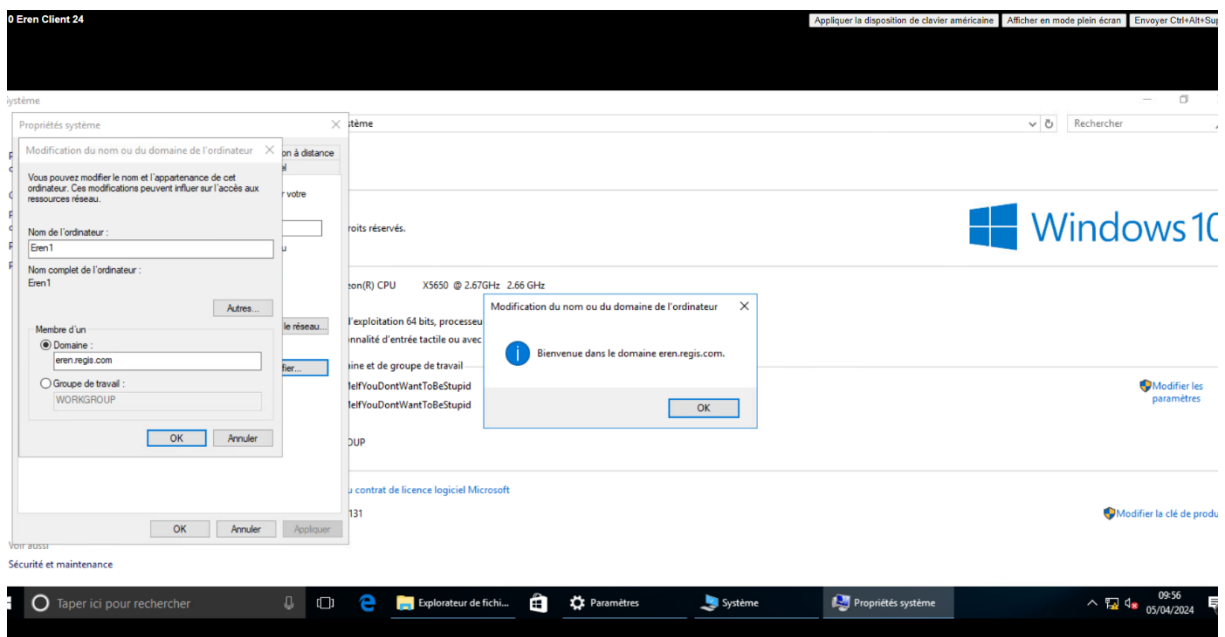 0 Eren Client 24
Appliquer la disposition de clavier américaine
Afficher en mode plein écran
Envoyer Ctrl+Alt+Sup
ystème
Propriétés système
stème
Rechercher
Modification du nom ou du domaine de l'ordinateur
on à distance
el
Vous pouvez modifier le nom et l'appartenance de cet
ordinateur. Ces modifications peuvent influer sur l'accès aux
ressources réseau.
r votre
Nom de l'ordinateur :
Eren1
u
roits réservés.
Windows 10
Nom complet de l'ordinateur :
Eren1
Autres...
eon(R) CPU X5650 @ 2.67GHz 2.66 GHz
Membre d'un
Domaine :
eren.regis.com
Groupe de travail :
WORKGROUP
OK
Annuler
le réseau...
fier...
l'exploitation 64 bits, processeu
nnalité d'entrée tactile ou avec
aine et de groupe de travail
MeIfYouDontWantToBeStupid
MeIfYouDontWantToBeStupid
OUP
Modification du nom ou du domaine de l'ordinateur
Bienvenue dans le domaine eren.regis.com.
OK
Modifier les
paramètres
u contrat de licence logiciel Microsoft
131
Modifier la clé de produ
OK
Annuler
Appliquer
Voir aussi
Sécurité et maintenance
Taper ici pour rechercher
Explorateur de fichi...
Paramètres
Système
Propriétés système
09:56
05/04/2024